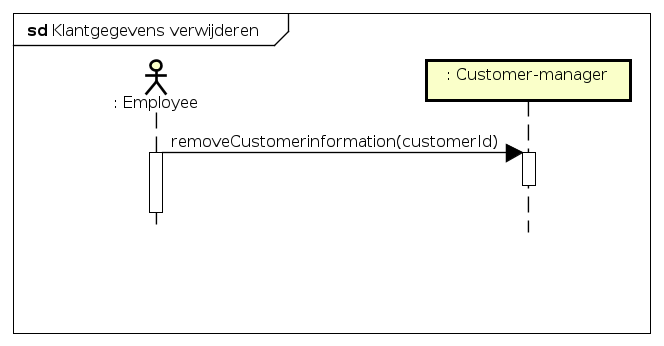 sd Klantgegevens verwijderen
: Employee
: Customer-manager
removeCustomerinformation(customerId)